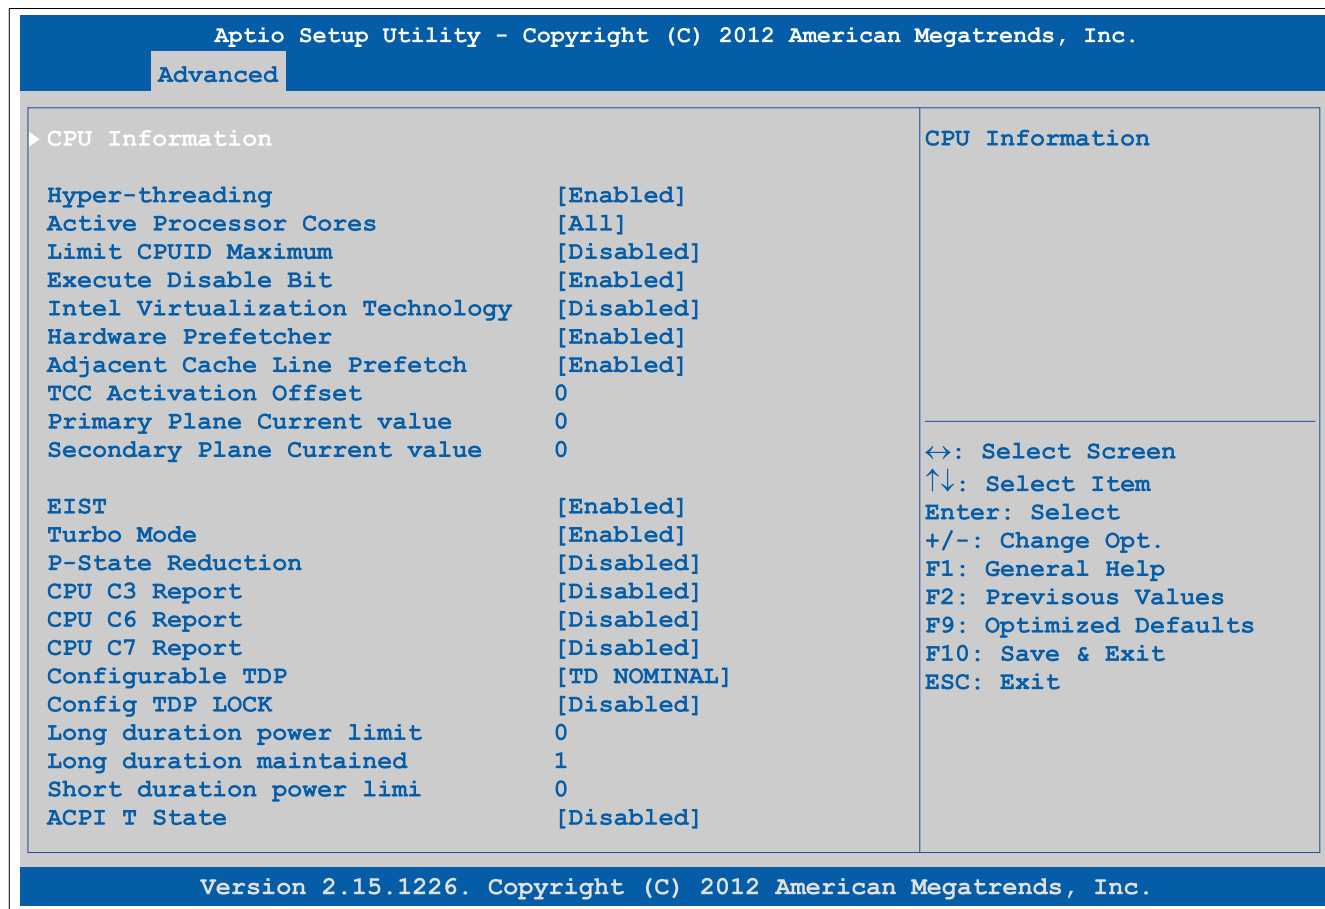 Aptio Setup Utility - Copyright (C) 2012 American Megatrends, Inc.
Advanced
CPU Information
Hyper-threading [Enabled]
Active Processor Cores [All]
Limit CPUID Maximum [Disabled]
Execute Disable Bit [Enabled]
Intel Virtualization Technology [Disabled]
Hardware Prefetcher [Enabled]
Adjacent Cache Line Prefetch [Enabled]
TCC Activation Offset 0
Primary Plane Current value 0
Secondary Plane Current value 0
EIST [Enabled]
Turbo Mode [Enabled]
P-State Reduction [Disabled]
CPU C3 Report [Disabled]
CPU C6 Report [Disabled]
CPU C7 Report [Disabled]
Configurable TDP [TD NOMINAL]
Config TDP LOCK [Disabled]
Long duration power limit 0
Long duration maintained 1
Short duration power limi 0
ACPI T State [Disabled]
CPU Information
↔: Select Screen
↑↓: Select Item
Enter: Select
+/-: Change Opt.
F1: General Help
F2: Previsous Values
F9: Optimized Defaults
F10: Save & Exit
ESC: Exit
Version 2.15.1226. Copyright (C) 2012 American Megatrends, Inc.